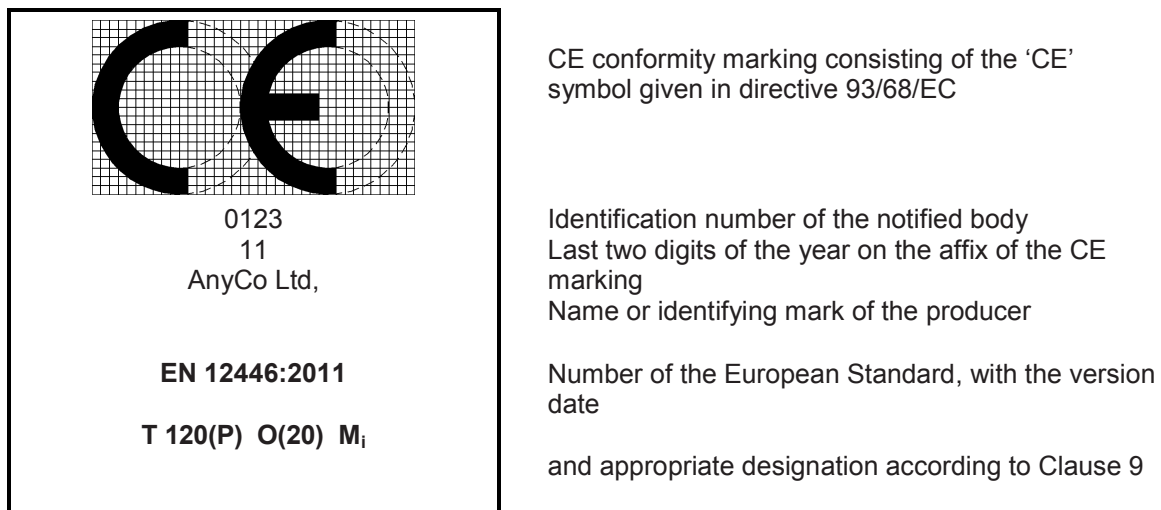 CE
CE conformity marking consisting of the ‘CE’
symbol given in directive 93/68/EC
0123
11
AnyCo Ltd,
Identification number of the notified body
Last two digits of the year on the affix of the CE
marking
Name or identifying mark of the producer
EN 12446:2011
Number of the European Standard, with the version
date
T 120(P) O(20) Mi
and appropriate designation according to Clause 9